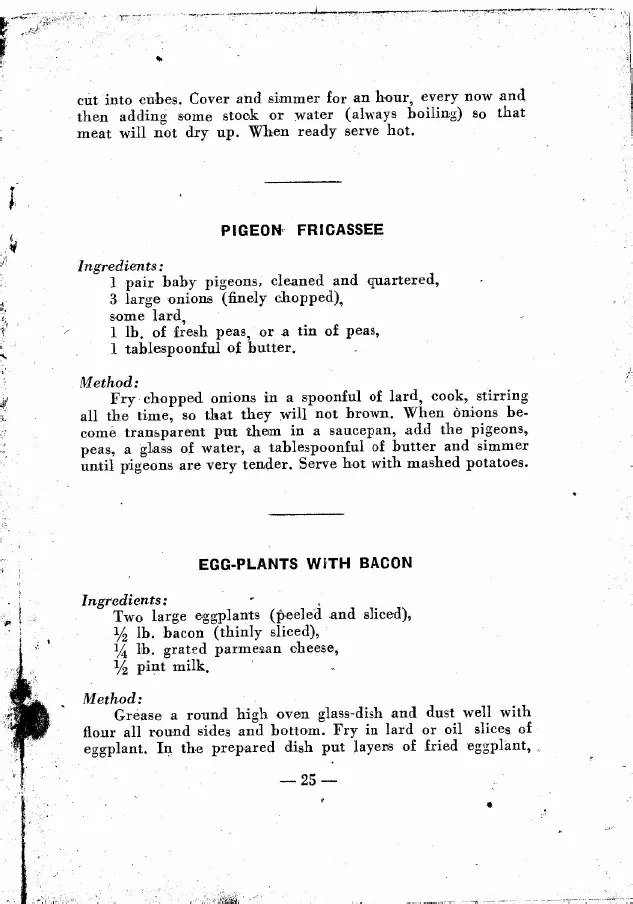 cut into cubes. Cover and simmer for an hour, every now and
then adding some stock or water (always boiling) so that
meat will not dry up. When ready serve hot.
PIGEON FRICASSEE
Ingredients:
1 pair baby pigeons, cleaned and quartered,
3 large onions (finely chopped),
some lard,
1 lb. of fresh peas, or a tin of peas,
1 tablespoonful of butter.
Method:
Fry chopped onions in a spoonful of lard, cook, stirring
all the time, so that they will not brown. When onions be-
come transparent put them in a saucepan, add the pigeons,
peas, a glass of water, a tablespoonful of butter and simmer
until pigeons are very tender. Serve hot with mashed potatoes.
EGG-PLANTS WITH BACON
Ingredients:
Two large eggplants (peeled and sliced),
½ lb. bacon (thinly sliced),
¼ lb. grated parmesan cheese,
½ pint milk.
Method:
Grease a round high oven glass-dish and dust well with
flour all round sides and bottom. Fry in lard or oil slices of
eggplant. In the prepared dish put layers of fried eggplant,
— 25 —